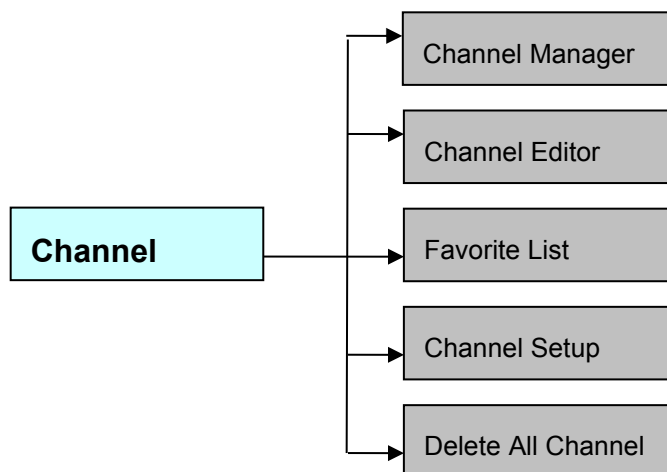 Channel
Channel Manager
Channel Editor
Favorite List
Channel Setup
Delete All Channel